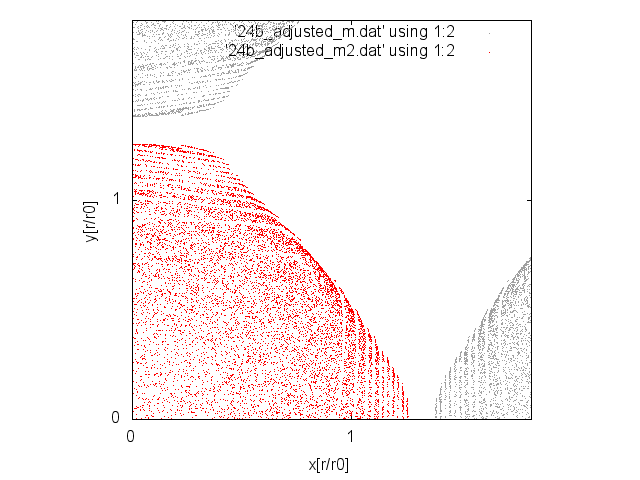 '24b_adjusted_m.dat' using 1:2
'24b_adjusted_m2.dat' using 1:2
1
y[r/r0]
0
0 1
x[r/r0]